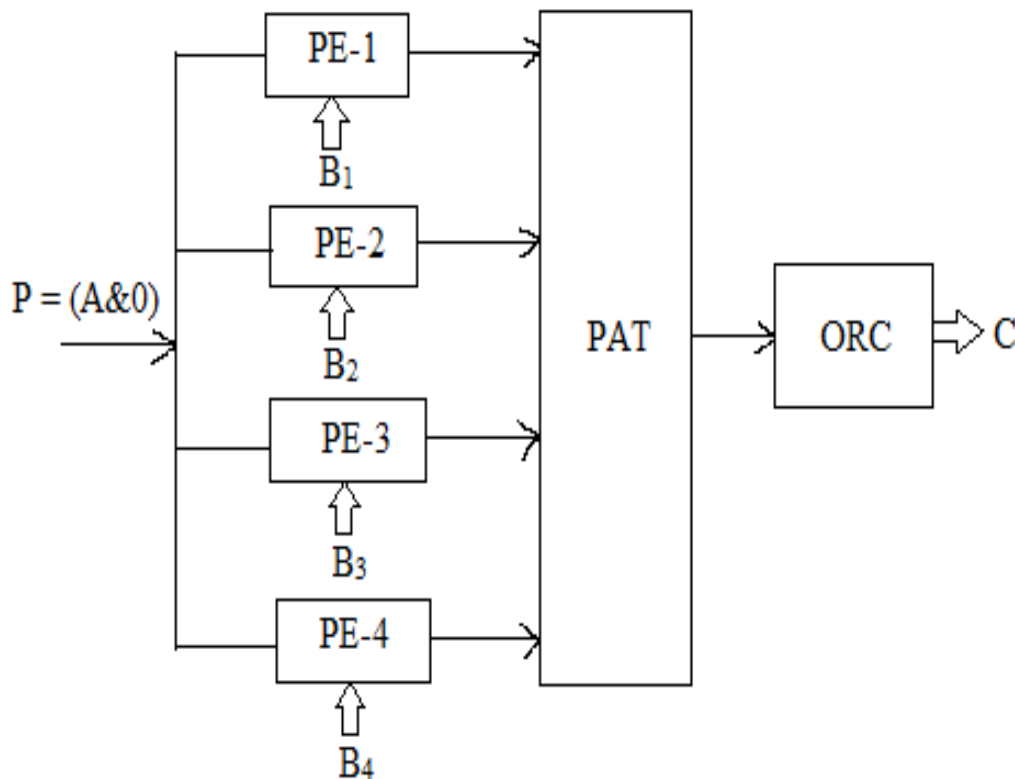 PE-1
B₁
PE-2
P = (A&0)
B₂
PAT
ORC
C
PE-3
B₃
PE-4
B₄